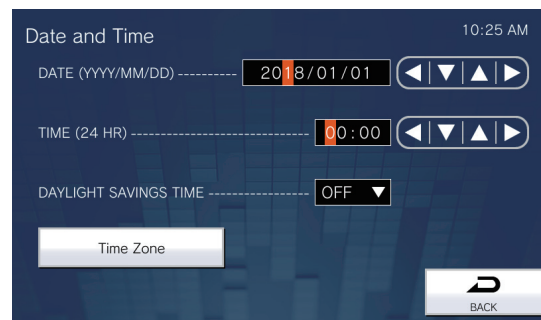 Date and Time
10:25 AM
DATE (YYYY/MM/DD) ---------- 2018/01/01
TIME (24 HR) ------------------------------ 00:00
DAYLIGHT SAVINGS TIME ----------------- OFF
Time Zone
BACK